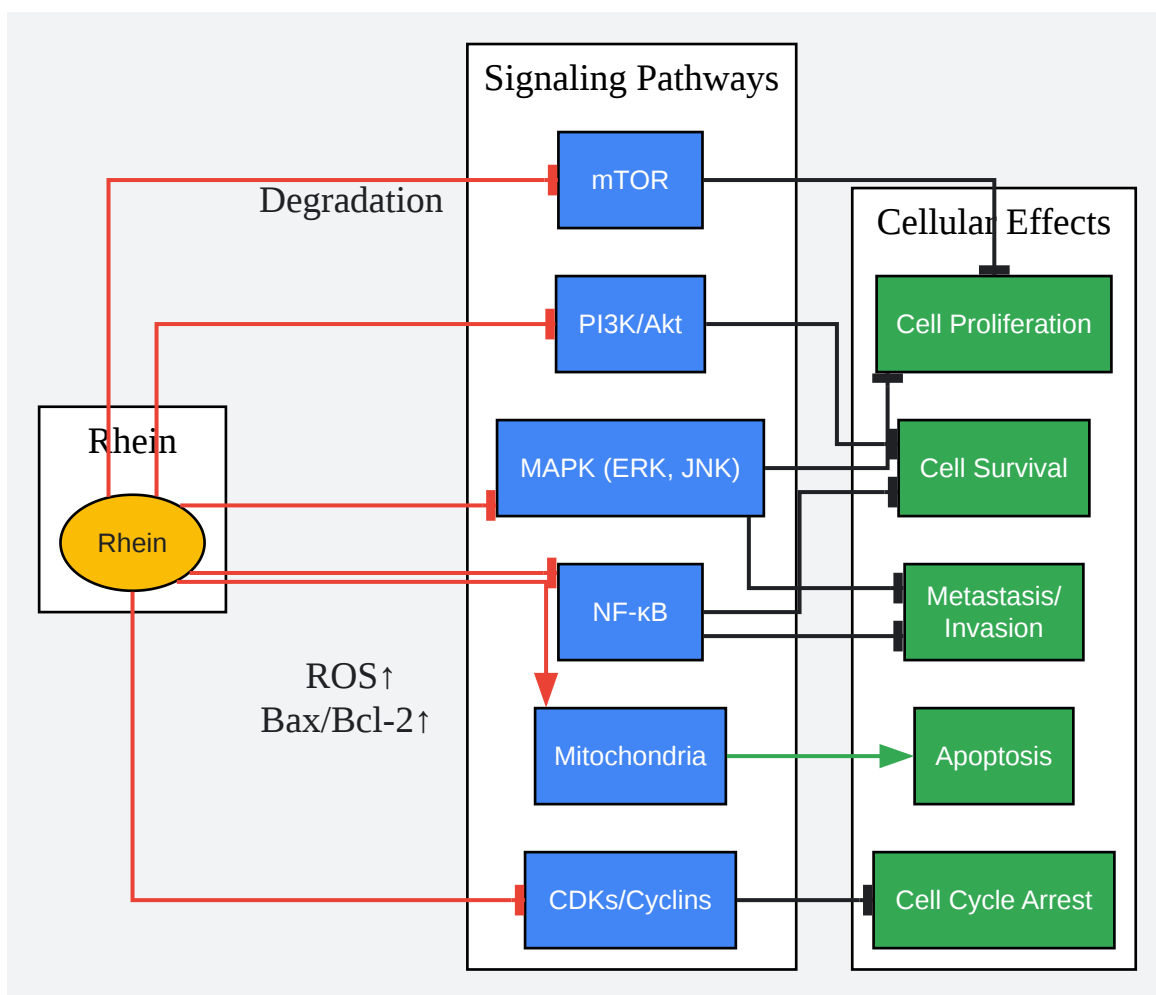 Signaling Pathways
mTOR
Degradation
Cellular Effects
PI3K/Akt
Cell Proliferation
Rhein
MAPK (ERK, JNK)
Cell Survival
Rhein
NF-κB
Metastasis/
Invasion
ROS↑
Bax/Bcl-2↑
Mitochondria
Apoptosis
CDKs/Cyclins
Cell Cycle Arrest